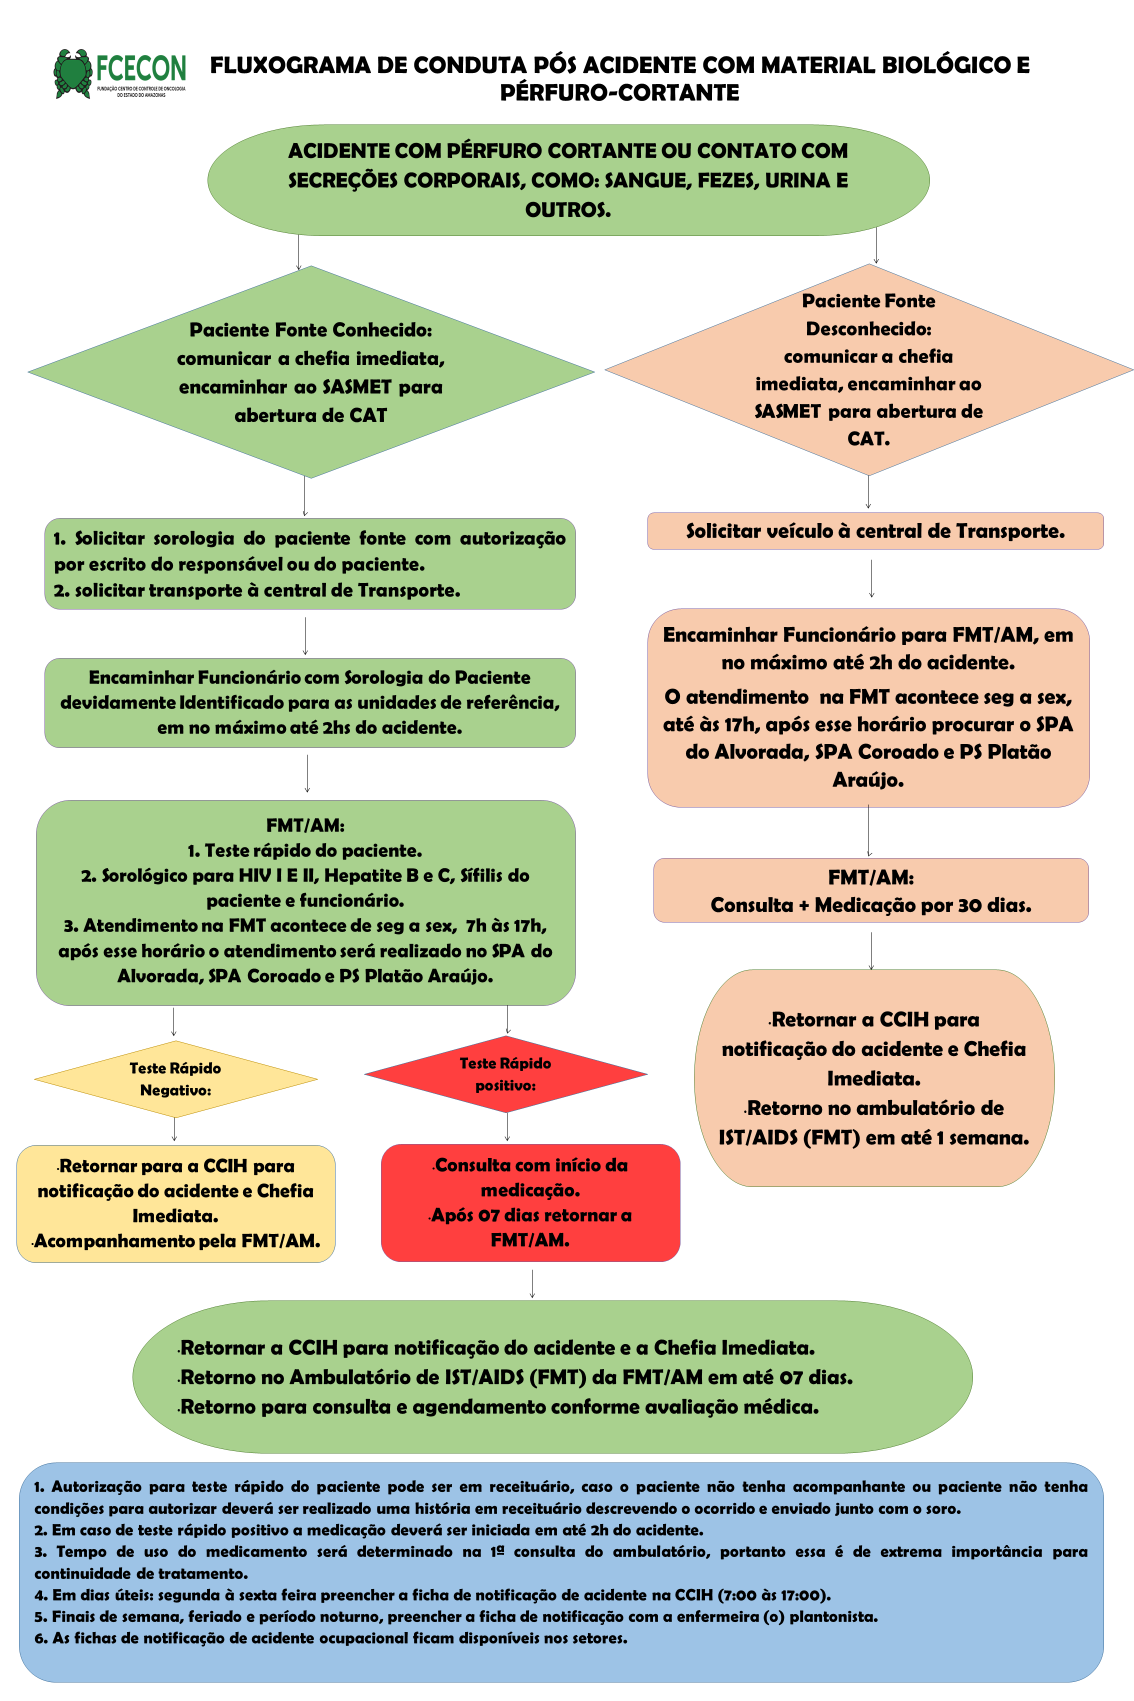 FCECON
FUNDAÇÃO CENTRO DE CONTROLE DE ONCOLOGIA
DO ESTADO DO AMAZONAS
FLUXOGRAMA DE CONDUTA PÓS ACIDENTE COM MATERIAL BIOLÓGICO E
PÉRFURO-CORTANTE
ACIDENTE COM PÉRFURO CORTANTE OU CONTATO COM
SECREÇÕES CORPORAIS, COMO: SANGUE, FEZES, URINA E
OUTROS.
Paciente Fonte Conhecido:
comunicar a chefia imediata,
encaminhar ao SASMET para
abertura de CAT
Paciente Fonte
Desconhecido:
comunicar a chefia
imediata, encaminhar ao
SASMET para abertura de
CAT.
1. Solicitar sorologia do paciente fonte com autorização
por escrito do responsável ou do paciente.
2. solicitar transporte à central de Transporte.
Solicitar veículo à central de Transporte.
Encaminhar Funcionário com Sorologia do Paciente
devidamente Identificado para as unidades de referência,
em no máximo até 2hs do acidente.
Encaminhar Funcionário para FMT/AM, em
no máximo até 2h do acidente.
O atendimento na FMT acontece seg a sex,
até às 17h, após esse horário procurar o SPA
do Alvorada, SPA Coroado e PS Platão
Araújo.
FMT/AM:
1. Teste rápido do paciente.
2. Sorológico para HIV I E II, Hepatite B e C, Sífilis do
paciente e funcionário.
3. Atendimento na FMT acontece de seg a sex, 7h às 17h,
após esse horário o atendimento será realizado no SPA do
Alvorada, SPA Coroado e PS Platão Araújo.
FMT/AM:
Consulta + Medicação por 30 dias.
•Retornar a CCIH para
notificação do acidente e Chefia
Imediata.
•Retorno no ambulatório de
IST/AIDS (FMT) em até 1 semana.
Teste Rápido
Negativo:
Teste Rápido
positivo:
•Retornar para a CCIH para
notificação do acidente e Chefia
Imediata.
•Acompanhamento pela FMT/AM.
•Consulta com início da
medicação.
•Após 07 dias retornar a
FMT/AM.
•Retornar a CCIH para notificação do acidente e a Chefia Imediata.
•Retorno no Ambulatório de IST/AIDS (FMT) da FMT/AM em até 07 dias.
•Retorno para consulta e agendamento conforme avaliação médica.
1. Autorização para teste rápido do paciente pode ser em receituário, caso o paciente não tenha acompanhante ou paciente não tenha
condições para autorizar deverá ser realizado uma história em receituário descrevendo o ocorrido e enviado junto com o soro.
2. Em caso de teste rápido positivo a medicação deverá ser iniciada em até 2h do acidente.
3. Tempo de uso do medicamento será determinado na 1ª consulta do ambulatório, portanto essa é de extrema importância para
continuidade de tratamento.
4. Em dias úteis: segunda à sexta feira preencher a ficha de notificação de acidente na CCIH (7:00 às 17:00).
5. Finais de semana, feriado e período noturno, preencher a ficha de notificação com a enfermeira (o) plantonista.
6. As fichas de notificação de acidente ocupacional ficam disponíveis nos setores.